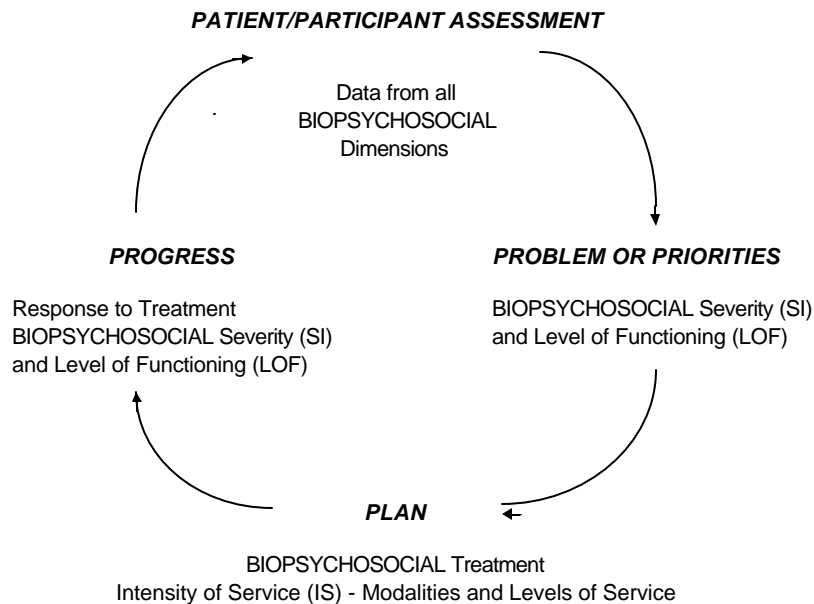 PATIENT/PARTICIPANT ASSESSMENT
Data from all
BIOPSYCHOSOCIAL
Dimensions
PROGRESS
Response to Treatment
BIOPSYCHOSOCIAL Severity (SI)
and Level of Functioning (LOF)
PROBLEM OR PRIORITIES
BIOPSYCHOSOCIAL Severity (SI)
and Level of Functioning (LOF)
PLAN
BIOPSYCHOSOCIAL Treatment
Intensity of Service (IS) - Modalities and Levels of Service